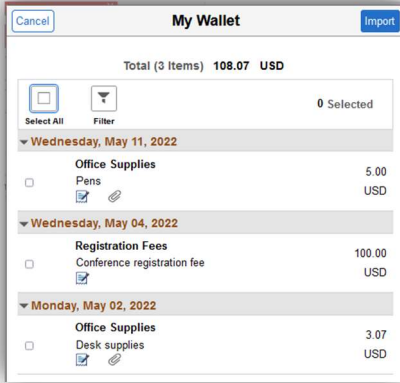 Cancel
My Wallet
Import
Total (3 Items) 108.07 USD
0 Selected
Select All
Filter
Wednesday, May 11, 2022
Office Supplies
Pens
5.00
USD
Wednesday, May 04, 2022
Registration Fees
Conference registration fee
100.00
USD
Monday, May 02, 2022
Office Supplies
Desk supplies
3.07
USD